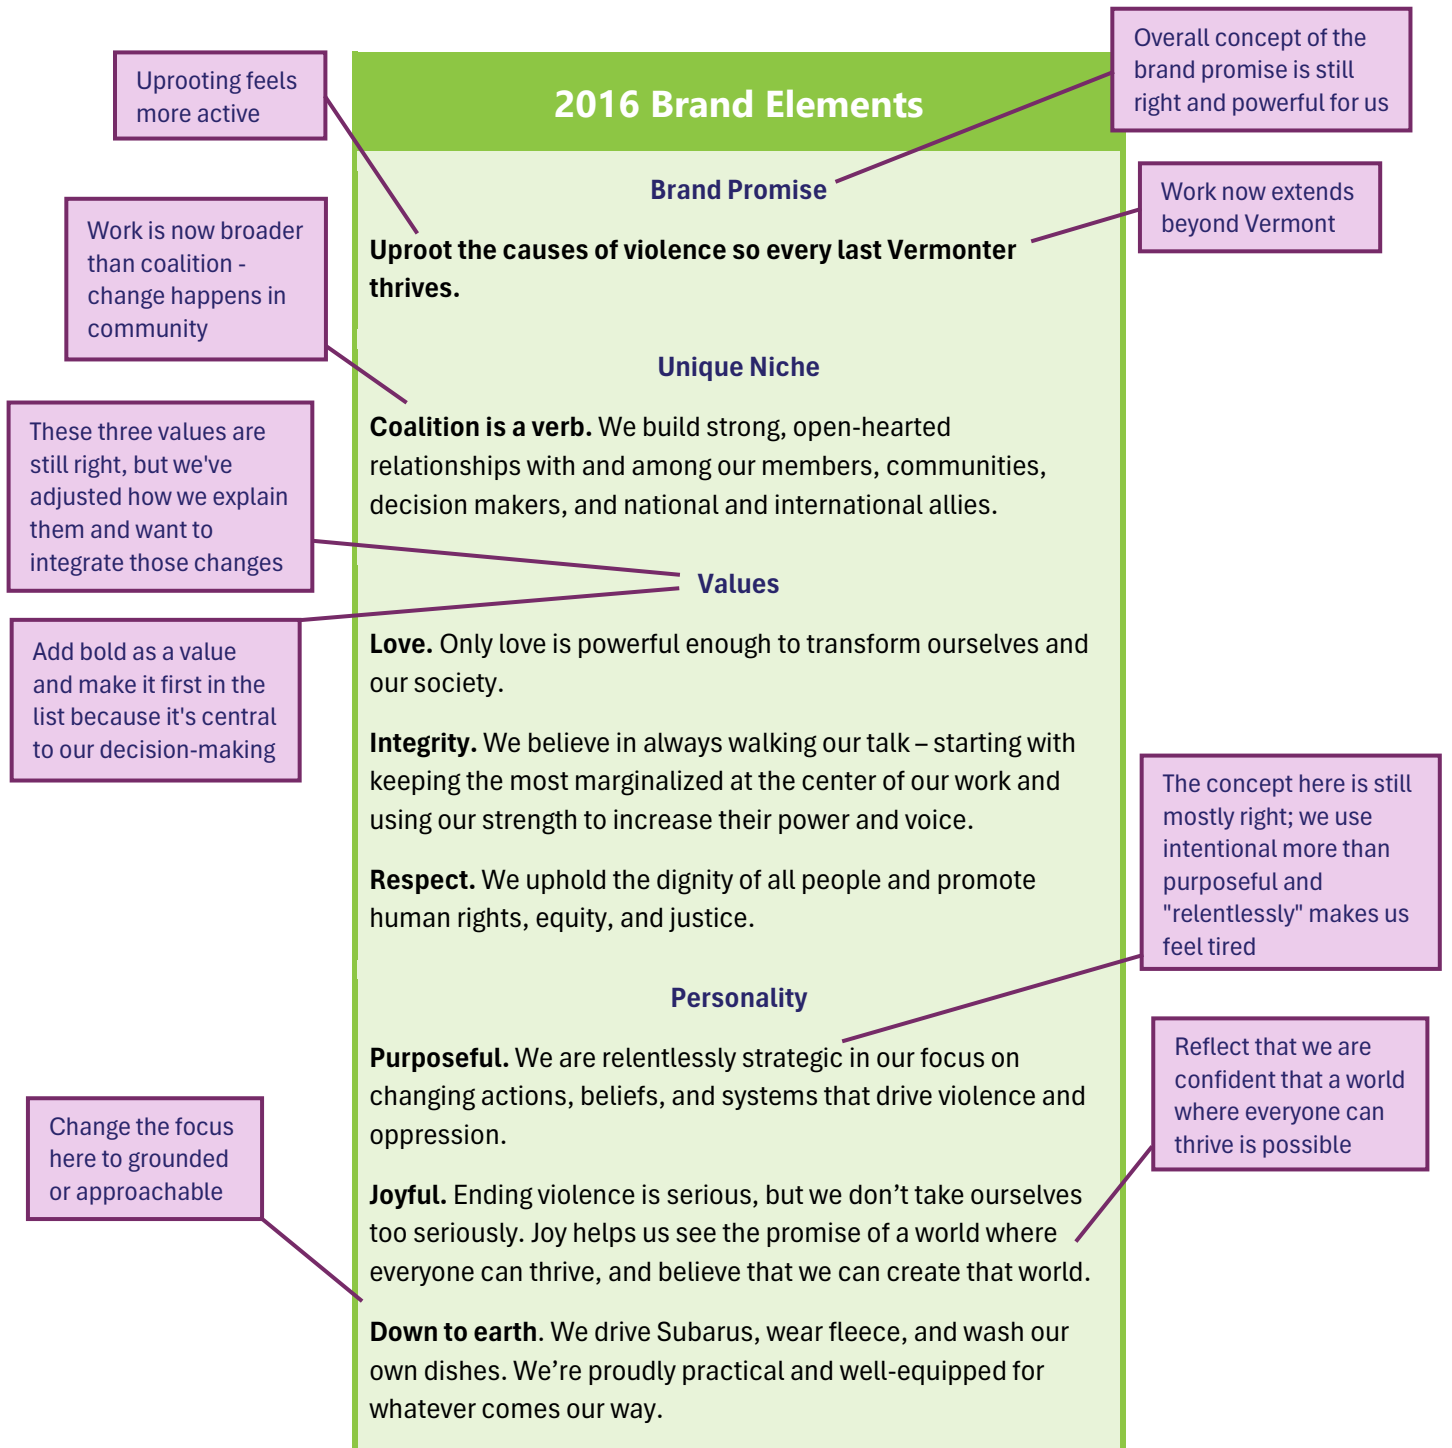 Overall concept of the
brand promise is still
right and powerful for us
Uprooting feels
more active
2016 Brand Elements
Brand Promise
Work now extends
beyond Vermont
Work is now broader
than coalition -
change happens in
community
Uproot the causes of violence so every last Vermonter
thrives.
Unique Niche
These three values are
still right, but we've
adjusted how we explain
them and want to
integrate those changes
Coalition is a verb. We build strong, open-hearted
relationships with and among our members, communities,
decision makers, and national and international allies.
Values
Add bold as a value
and make it first in the
list because it's central
to our decision-making
Love. Only love is powerful enough to transform ourselves and
our society.
Integrity. We believe in always walking our talk – starting with
keeping the most marginalized at the center of our work and
using our strength to increase their power and voice.
Respect. We uphold the dignity of all people and promote
human rights, equity, and justice.
The concept here is still
mostly right; we use
intentional more than
purposeful and
"relentlessly" makes us
feel tired
Personality
Purposeful. We are relentlessly strategic in our focus on
changing actions, beliefs, and systems that drive violence and
oppression.
Reflect that we are
confident that a world
where everyone can
thrive is possible
Change the focus
here to grounded
or approachable
Joyful. Ending violence is serious, but we don’t take ourselves
too seriously. Joy helps us see the promise of a world where
everyone can thrive, and believe that we can create that world.
Down to earth. We drive Subarus, wear fleece, and wash our
own dishes. We’re proudly practical and well-equipped for
whatever comes our way.